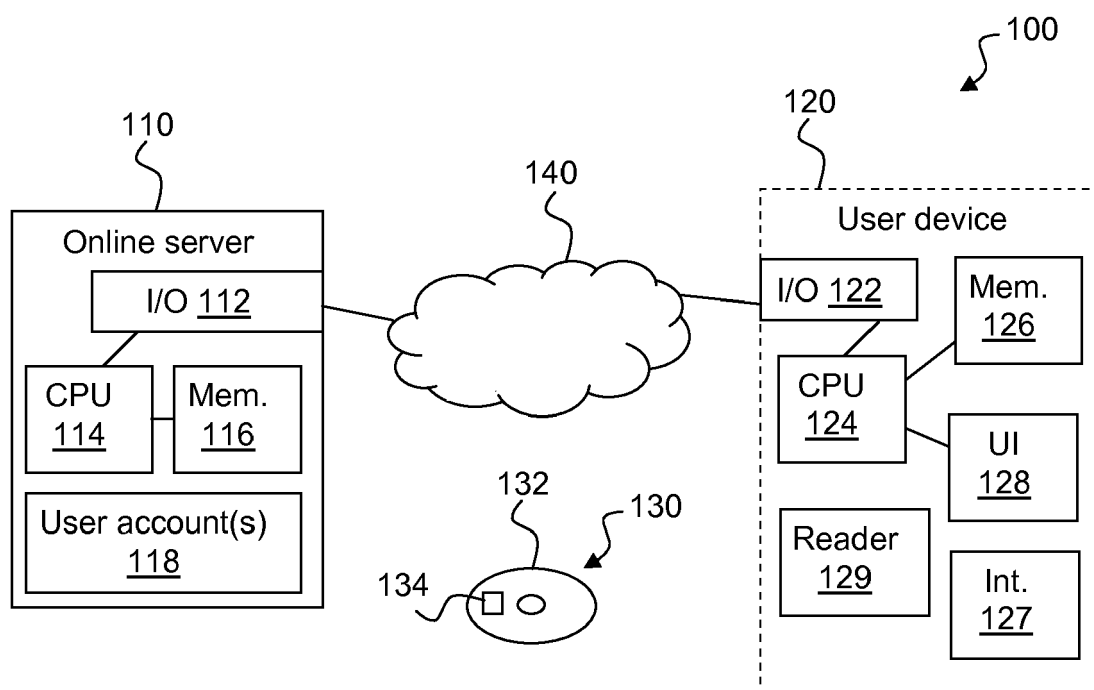 100
120
110
140
Online server
User device
I/O 112
I/O 122
Mem.
126
CPU
114
Mem.
116
CPU
124
UI
128
User account(s)
118
132
130
134
Reader
129
Int.
127